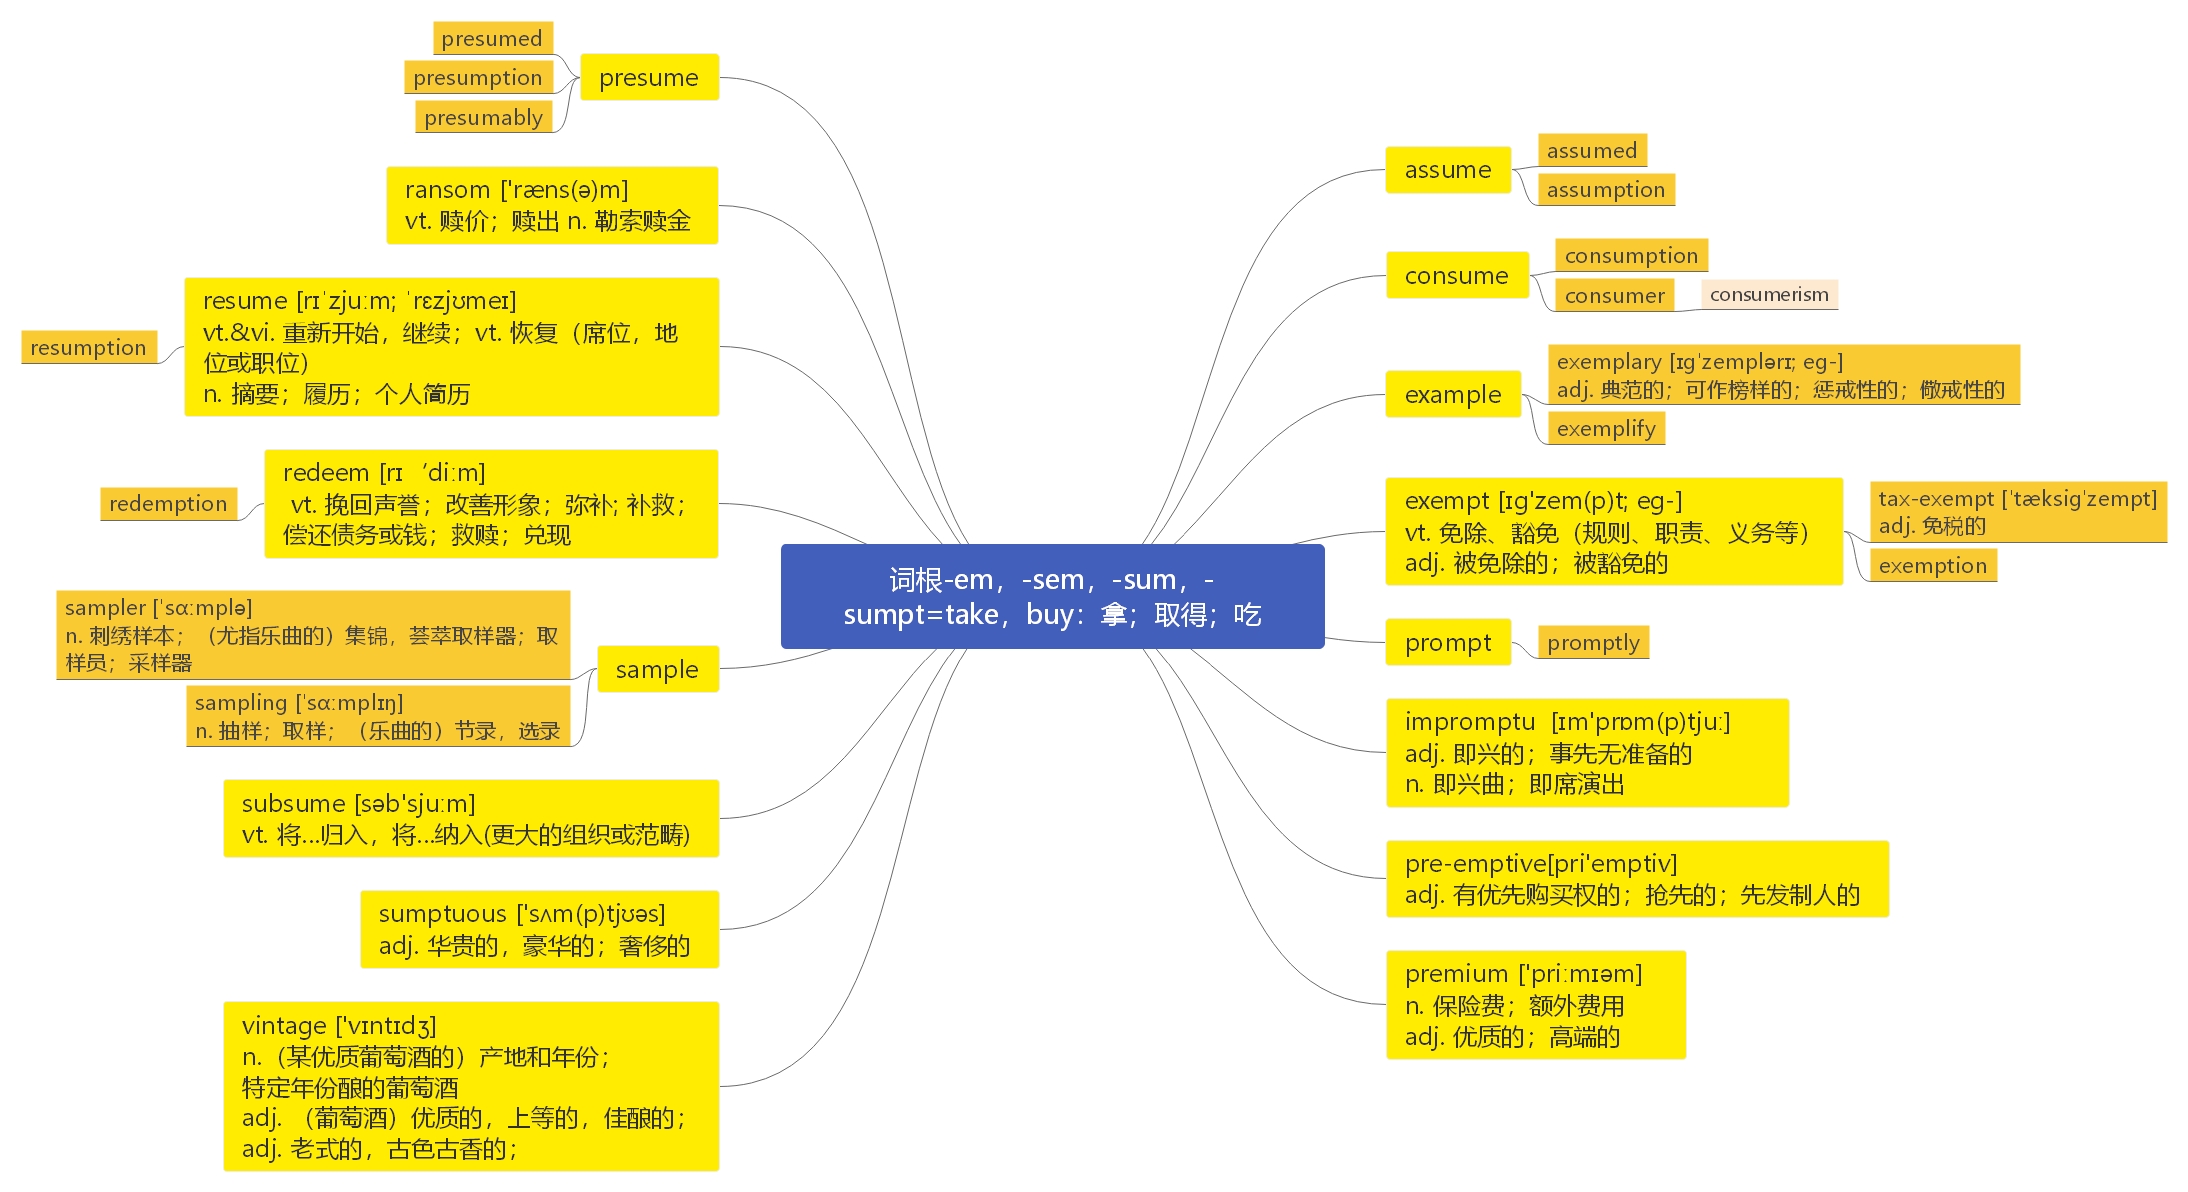 词根-em，-sem，-sum，-
sumpt=take，buy：拿；取得；吃
assume
assumed
assumption
consume
consumption
consumer
consumerism
example
exemplary [ɪgˈzemplərɪ; eg-]
adj. 典范的；可作榜样的；惩戒性的；儆戒性的
exemplify
exempt [ɪg'zem(p)t; eg-]
vt. 免除、豁免（规则、职责、义务等）
adj. 被免除的；被豁免的
tax-exempt [ˈtæksigˈzempt]
adj. 免税的
exemption
prompt
promptly
impromptu  [ɪm'prɒm(p)tjuː]
adj. 即兴的；事先无准备的
n. 即兴曲；即席演出
pre-emptive[pri'emptiv]
adj. 有优先购买权的；抢先的；先发制人的
premium ['priːmɪəm]
n. 保险费；额外费用
adj. 优质的；高端的
presume
presumed
presumption
presumably
ransom ['ræns(ə)m]
vt. 赎价；赎出 n. 勒索赎金
resume [rɪˈzjuːm; ˈrɛzjʊmeɪ]
vt.&vi. 重新开始，继续；vt. 恢复（席位，地
位或职位）
n. 摘要；履历；个人简历
resumption
redeem [rɪ ‘diːm]
vt. 挽回声誉；改善形象；弥补; 补救；
偿还债务或钱；救赎；兑现
redemption
sample
sampler [ˈsɑːmplə]
n. 刺绣样本；（尤指乐曲的）集锦，荟萃取样器；取
样员；采样器
sampling [ˈsɑːmplɪŋ]
n. 抽样；取样；（乐曲的）节录，选录
subsume [səb'sjuːm]
vt. 将…归入，将…纳入(更大的组织或范畴)
sumptuous ['sʌm(p)tjʊəs]
adj. 华贵的，豪华的；奢侈的
vintage ['vɪntɪdʒ]
n.（某优质葡萄酒的）产地和年份；
特定年份酿的葡萄酒
adj. （葡萄酒）优质的，上等的，佳酿的；
adj. 老式的，古色古香的；